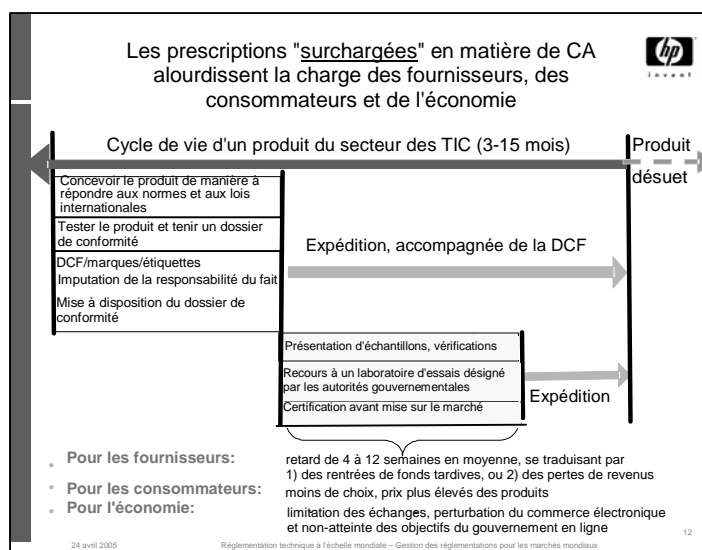 Les prescriptions "surchargées" en matière de CA
alourdissent la charge des fournisseurs, des
consommateurs et de l'économie
hp
invent
Cycle de vie d'un produit du secteur des TIC (3-15 mois)
Produit
désuet
Concevoir le produit de manière à
répondre aux normes et aux lois
internationales
Tester le produit et tenir un dossier
de conformité
DCF/marques/étiquettes
Imputation de la responsabilité du fait
Mise à disposition du dossier de
conformité
Expédition, accompagnée de la DCF
Présentation d'échantillons, vérifications
Recours à un laboratoire d'essais désigné
par les autorités gouvernementales
Certification avant mise sur le marché
Expédition
Pour les fournisseurs: retard de 4 à 12 semaines en moyenne, se traduisant par
1) des rentrées de fonds tardives, ou 2) des pertes de revenus
Pour les consommateurs: moins de choix, prix plus élevés des produits
Pour l'économie: limitation des échanges, perturbation du commerce électronique
et non-atteinte des objectifs du gouvernement en ligne
12
24 avril 2005 Réglementation technique à l'échelle mondiale – Gestion des réglementations pour les marchés mondiaux